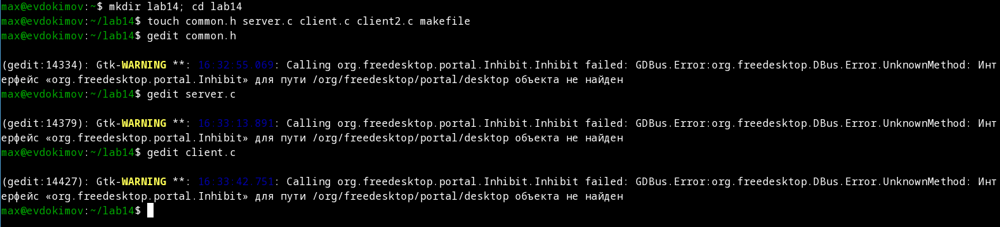 max@evdokimov:~$ mkdir lab14; cd lab14
max@evdokimov:~/lab14$ touch common.h server.c client.c client2.c makefile
max@evdokimov:~/lab14$ gedit common.h
(gedit:14334): Gtk-WARNING **: 16:32:55.069: Calling org.freedesktop.portal.Inhibit.Inhibit failed: GDBus.Error:org.freedesktop.DBus.Error.UnknownMethod: Инт
ерфейс «org.freedesktop.portal.Inhibit» для пути /org/freedesktop/portal/desktop объекта не найден
max@evdokimov:~/lab14$ gedit server.c
(gedit:14379): Gtk-WARNING **: 16:33:13.891: Calling org.freedesktop.portal.Inhibit.Inhibit failed: GDBus.Error:org.freedesktop.DBus.Error.UnknownMethod: Инт
ерфейс «org.freedesktop.portal.Inhibit» для пути /org/freedesktop/portal/desktop объекта не найден
max@evdokimov:~/lab14$ gedit client.c
(gedit:14427): Gtk-WARNING **: 16:33:42.751: Calling org.freedesktop.portal.Inhibit.Inhibit failed: GDBus.Error:org.freedesktop.DBus.Error.UnknownMethod: Инт
ерфейс «org.freedesktop.portal.Inhibit» для пути /org/freedesktop/portal/desktop объекта не найден
max@evdokimov:~/lab14$